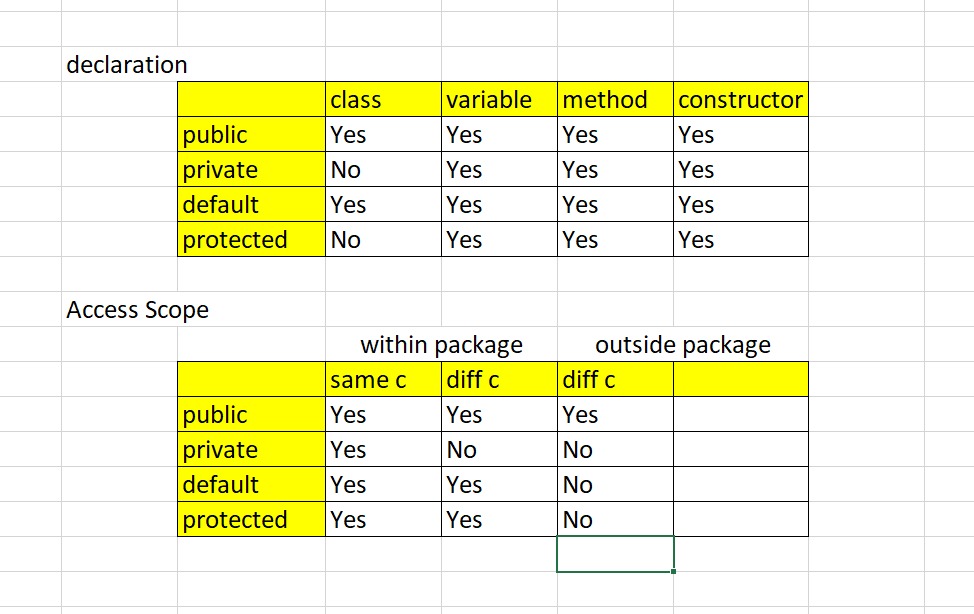 declaration
class variable method constructor
public Yes Yes Yes Yes
private No Yes Yes Yes
default Yes Yes Yes Yes
protected No Yes Yes Yes
Access Scope
within package outside package
same c diff c diff c
public Yes Yes Yes
private Yes No No
default Yes Yes No
protected Yes Yes No